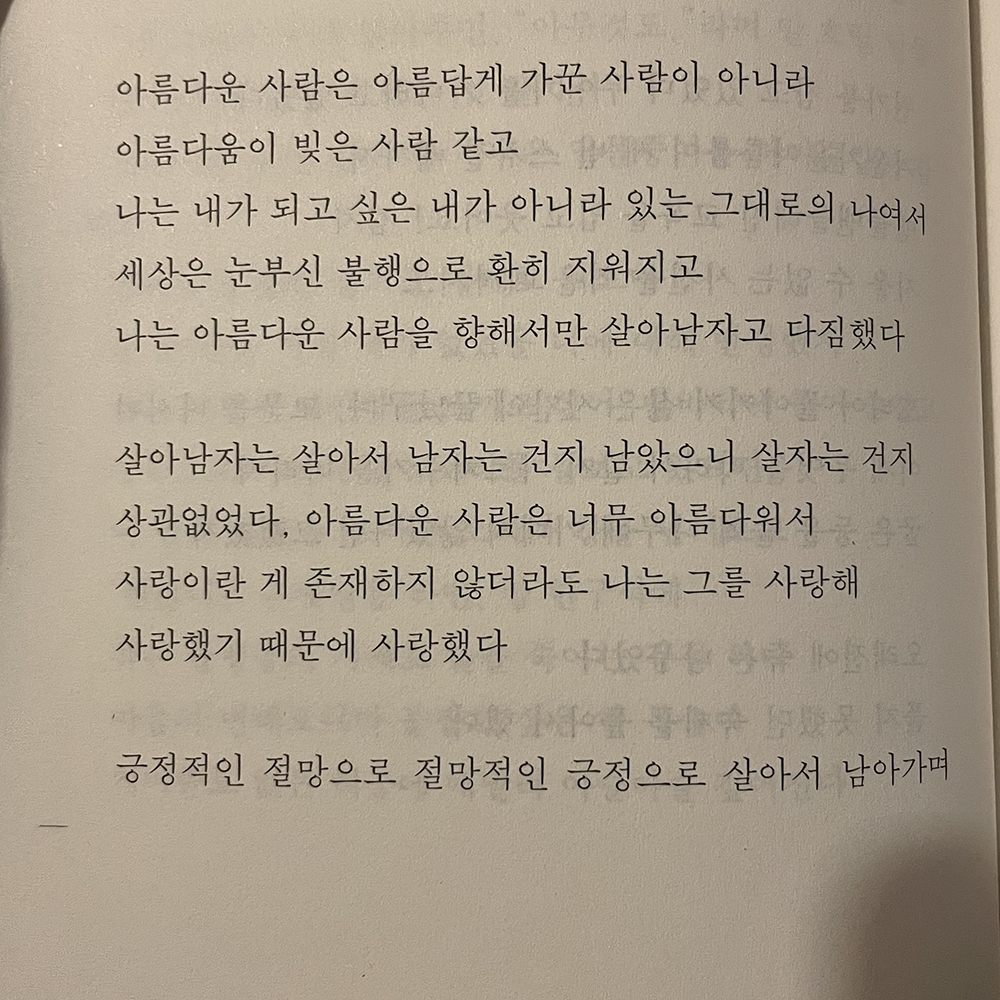 아름다운 사람은 아름답게 가꾼 사람이 아니라
아름다움이 빚은 사람 같고
나는 내가 되고 싶은 내가 아니라 있는 그대로의 나여서
세상은 눈부신 불행으로 환히 지워지고
나는 아름다운 사람을 향해서만 살아남자고 다짐했다
살아남자는 살아서 남자는 건지 남았으니 살자는 건지
상관없었다, 아름다운 사람은 너무 아름다워서
사랑이란 게 존재하지 않더라도 나는 그를 사랑해
사랑했기 때문에 사랑했다
긍정적인 절망으로 절망적인 긍정으로 살아서 남아가며